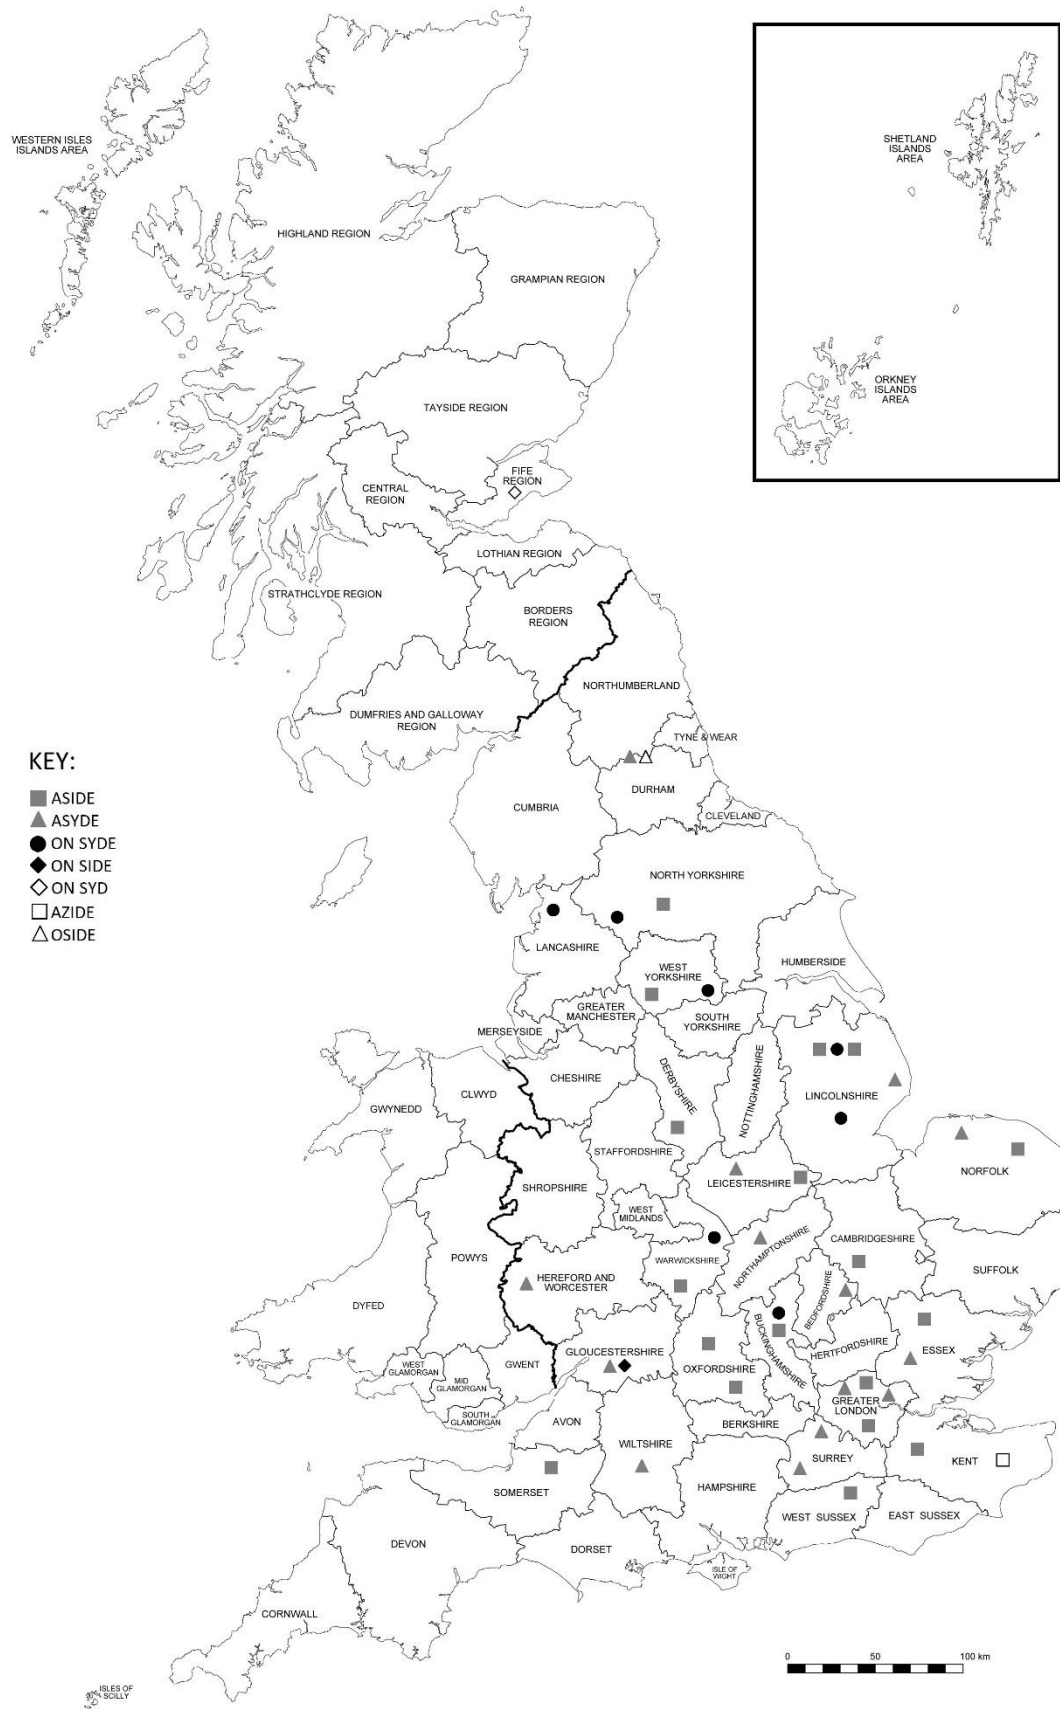 WESTERN ISLES
ISLANDS AREA
SHETLAND
ISLANDS
AREA
HIGHLAND REGION
GRAMPIAN REGION
ORKNEY
ISLANDS
AREA
TAYSIDE REGION
FIFE
REGION
CENTRAL
REGION
LOTHIAN REGION
STRATHCLYDE REGION
BORDERS
REGION
NORTHUMBERLAND
DUMFRIES AND GALLOWAY
REGION
TYNE & WEAR
KEY:
ASIDE
ASYDE
ON SYDE
ON SIDE
ON SYD
AZIDE
OSIDE
DURHAM
CUMBRIA
CLEVELAND
NORTH YORKSHIRE
LANCASHIRE
HUMBERSIDE
WEST
YORKSHIRE
GREATER
MANCHESTER
SOUTH
YORKSHIRE
MERSEYSIDE
CHESHIRE
DERBYSHIRE
NOTTINGHAMSHIRE
LINCOLNSHIRE
CLWYD
GWYNEDD
STAFFORDSHIRE
LEICESTERSHIRE
NORFOLK
SHROPSHIRE
WEST
MIDLANDS
CAMBRIDGESHIRE
NORTHAMPTONSHIRE
POWYS
WARWICKSHIRE
HEREFORD AND
WORCESTER
SUFFOLK
BEDFORDSHIRE
DYFED
BUCKINGHAMSHIRE
HERTFORDSHIRE
ESSEX
GLOUCESTERSHIRE
OXFORDSHIRE
WEST
GLAMORGAN
MID
GLAMORGAN
GWENT
SOUTH
GLAMORGAN
GREATER
LONDON
AVON
BERKSHIRE
WILTSHIRE
SURREY
KENT
HAMPSHIRE
SOMERSET
WEST SUSSEX
EAST SUSSEX
DEVON
DORSET
ISLE OF
WIGHT
CORNWALL
ISLES OF
SCILLY
0 50 100 km